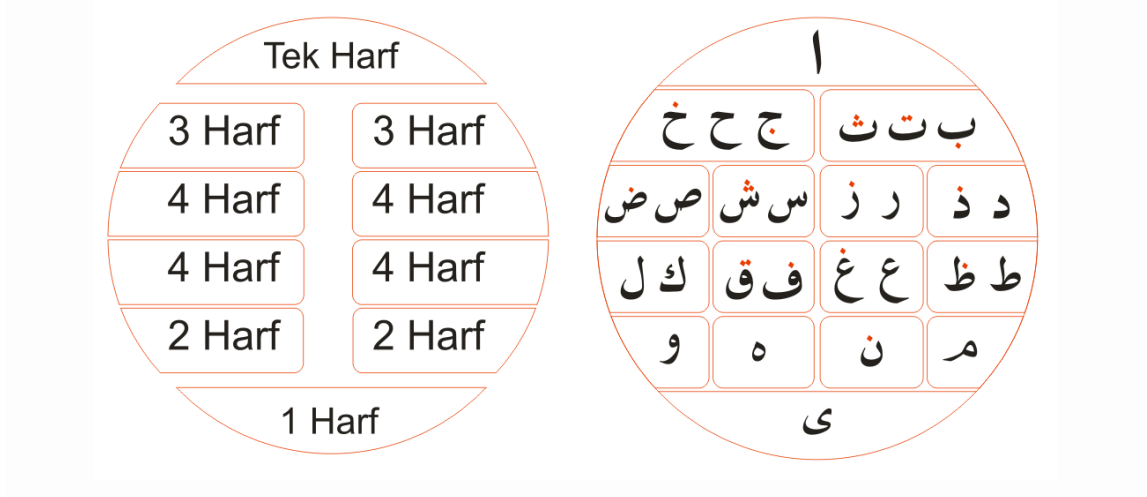 Tek Harf
3 Harf 3 Harf
4 Harf 4 Harf
4 Harf 4 Harf
2 Harf 2 Harf
1 Harf
ا
ب ت ث ج ح خ
د ذ ر ز س ش ص ض
ط ظ ع غ ف ق ك ل
م ن ه و
ى